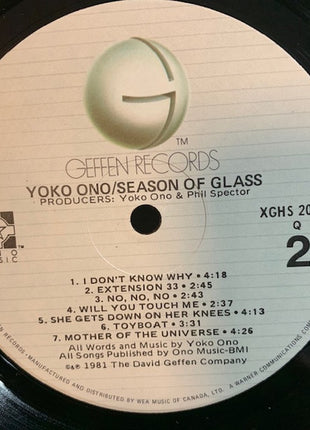 G
TM
GEFFEN RECORDS
YOKO ONO/SEASON OF GLASS
PRODUCERS: Yoko Ono & Phil Spector
XGHS 20
Q
2
1. I DON'T KNOW WHY • 4:18
2. EXTENSION 33 • 2:45
3. NO, NO, NO • 2:43
4. WILL YOU TOUCH ME • 2:40
5. SHE GETS DOWN ON HER KNEES • 4:13
6. TOYBOAT • 3:31
7. MOTHER OF THE UNIVERSE • 4:26
All Words and Music by Yoko Ono
All Songs Published by Ono Music-BMI
©&℗ 1981 The David Geffen Company
MANUFACTURED AND DISTRIBUTED BY WEA MUSIC OF CANADA, LTD. A WARNER COMMUNICATIONS COMP